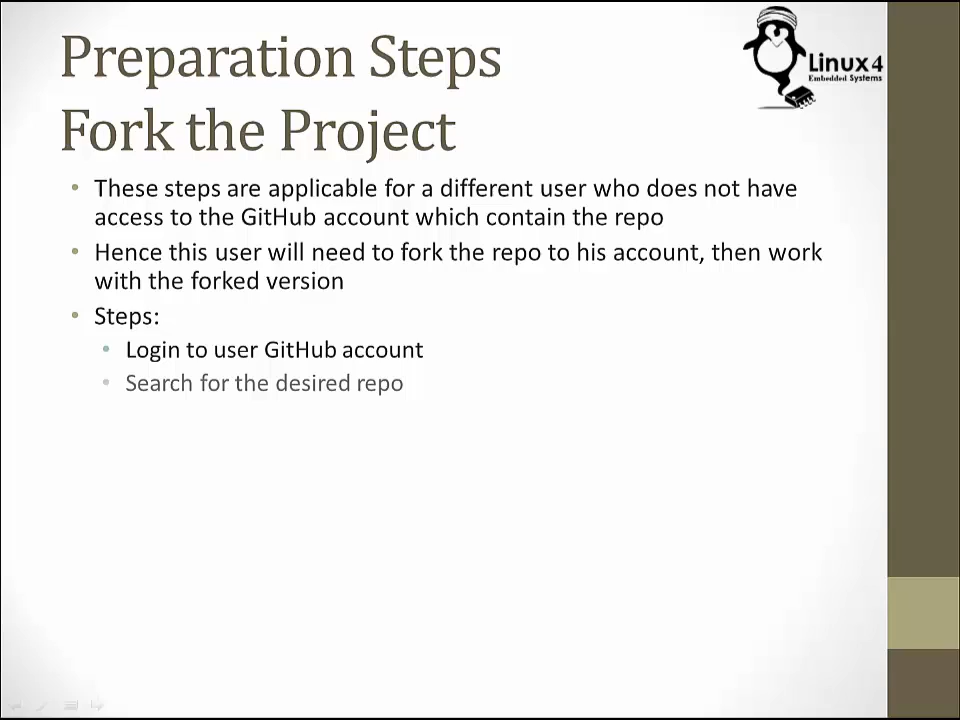 Preparation Steps
Fork the Project
Linux4
Embedded Systems
• These steps are applicable for a different user who does not have
access to the GitHub account which contain the repo
• Hence this user will need to fork the repo to his account, then work
with the forked version
• Steps:
• Login to user GitHub account
• Search for the desired repo